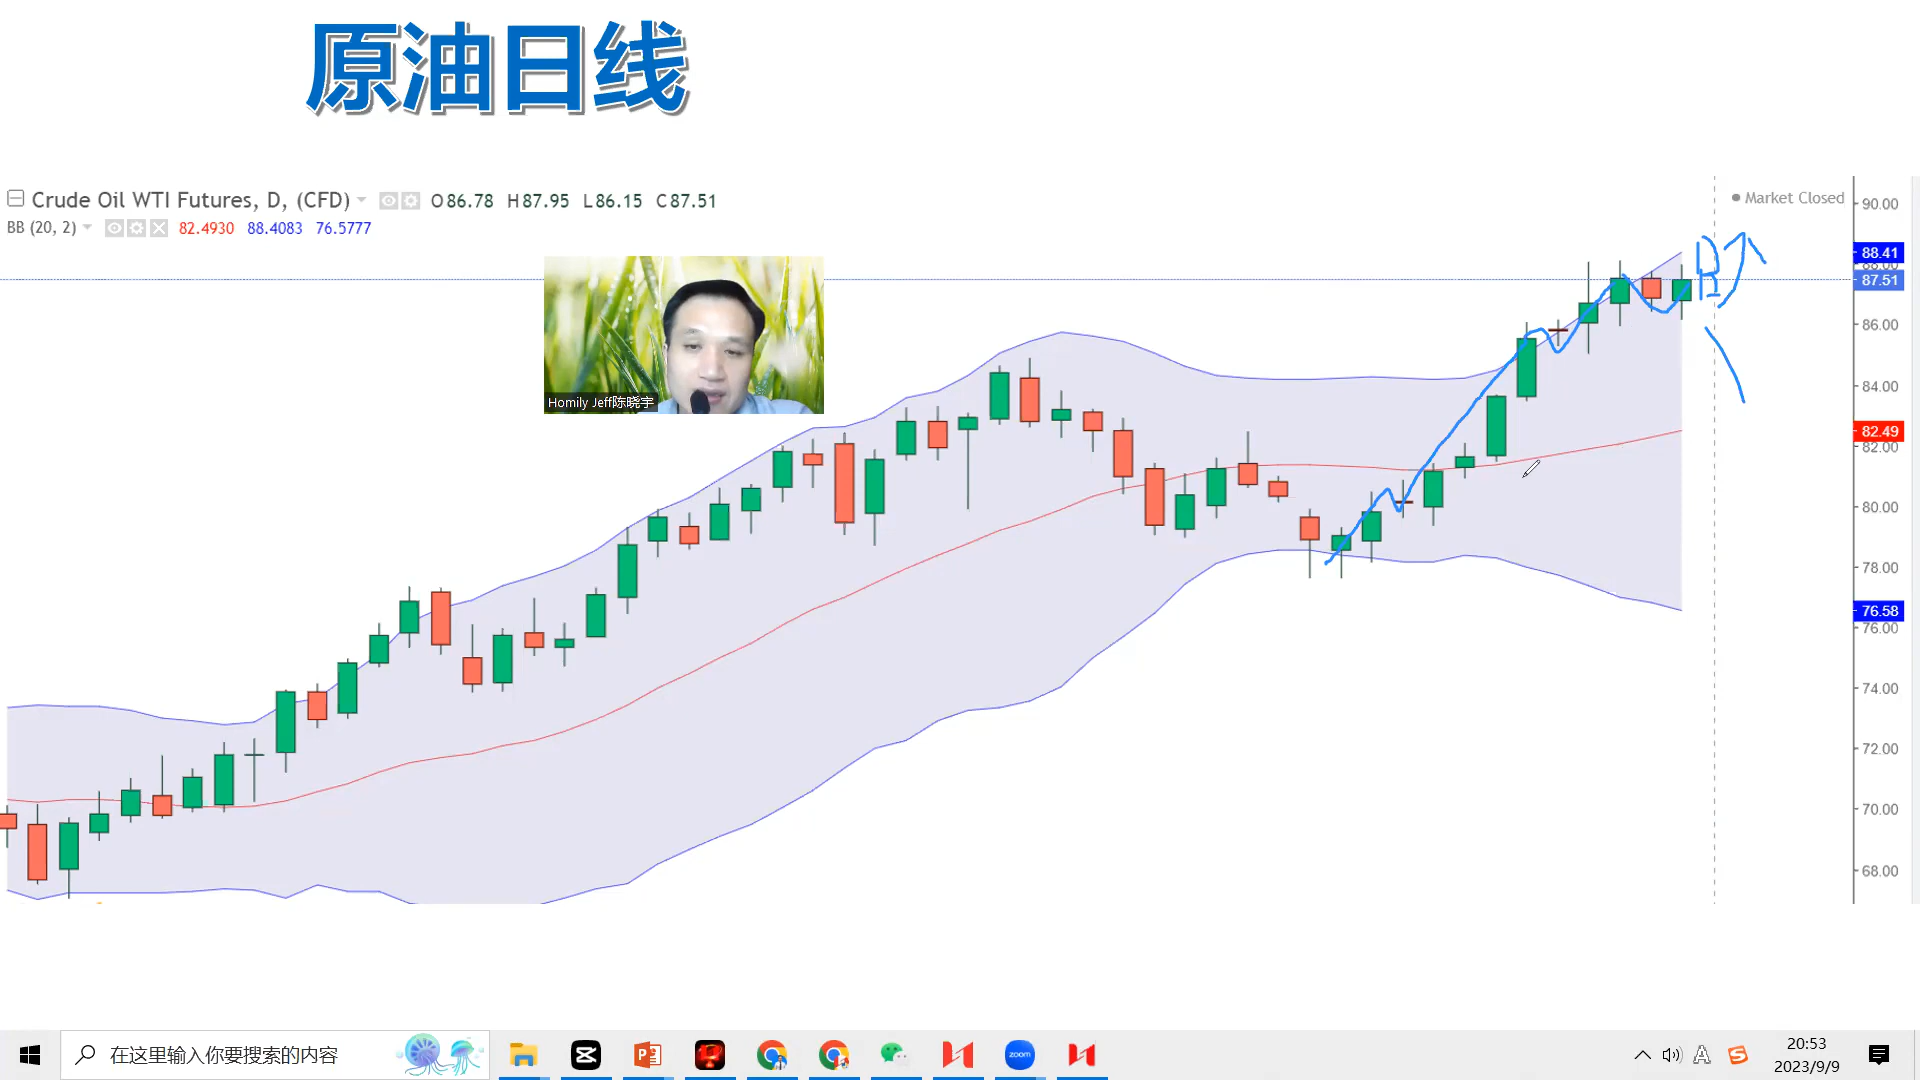 原油日线
Crude Oil WTI Futures, D, (CFD) O86.78 H87.95 L86.15 C87.51
BB (20, 2) 82.4930 88.4083 76.5777
Market Closed
90.00
88.41
88.00
87.51
86.00
84.00
82.49
82.00
80.00
78.00
76.58
76.00
74.00
72.00
70.00
68.00
Homily Jeff陈晓宇
在这里输入你要搜索的内容
zoom
20:53
2023/9/9